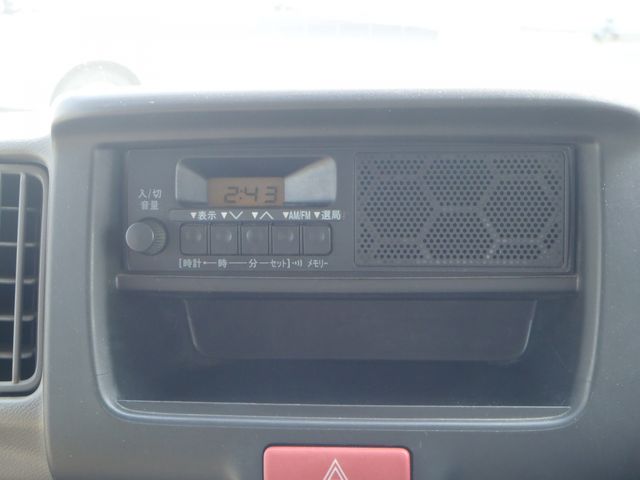 2:43
入/切
音量
▼表示 ▼∨ ▼∧ ▼AM/FM ▼選局
[時計•─時──分─セット]•))) メモリー